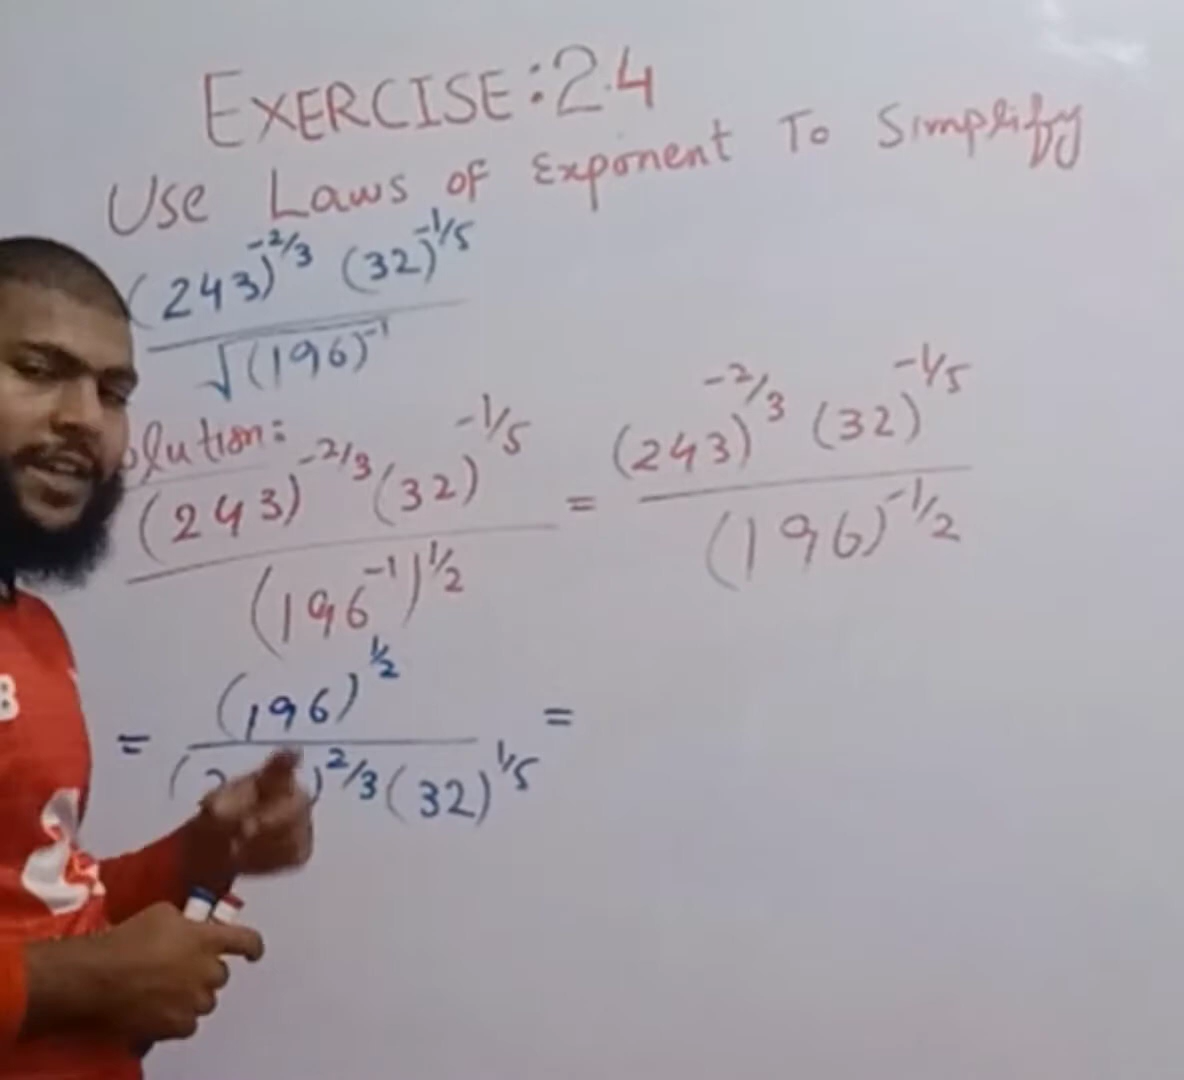 EXERCISE:2.4
USE LAWS OF Exponent To Simplify
(243)^-2/3 (32)^-1/5
√(196)^-1
olution:
(243)^-2/3 (32)^-1/5 = (243)^-2/3 (32)^-1/5
(196^-1)^1/2 (196)^-1/2
= (196)^1/2 =
)^2/3 (32)^1/5
B